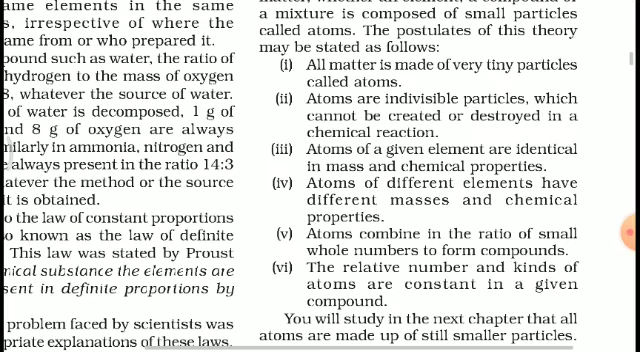 ame elements in the same
s, irrespective of where the
ame from or who prepared it.
pound such as water, the ratio of
hydrogen to the mass of oxygen
8, whatever the source of water.
of water is decomposed, 1 g of
nd 8 g of oxygen are always
nilarly in ammonia, nitrogen and
always present in the ratio 14:3
atever the method or the source
it is obtained.
o the law of constant proportions
o known as the law of definite
This law was stated by Proust
mical substance the elements are
sent in definite proportions by
problem faced by scientists was
priate explanations of these laws.
matter, whether an element, a compound or
a mixture is composed of small particles
called atoms. The postulates of this theory
may be stated as follows:
(i) All matter is made of very tiny particles
called atoms.
(ii) Atoms are indivisible particles, which
cannot be created or destroyed in a
chemical reaction.
(iii) Atoms of a given element are identical
in mass and chemical properties.
(iv) Atoms of different elements have
different masses and chemical
properties.
(v) Atoms combine in the ratio of small
whole numbers to form compounds.
(vi) The relative number and kinds of
atoms are constant in a given
compound.
You will study in the next chapter that all
atoms are made up of still smaller particles.